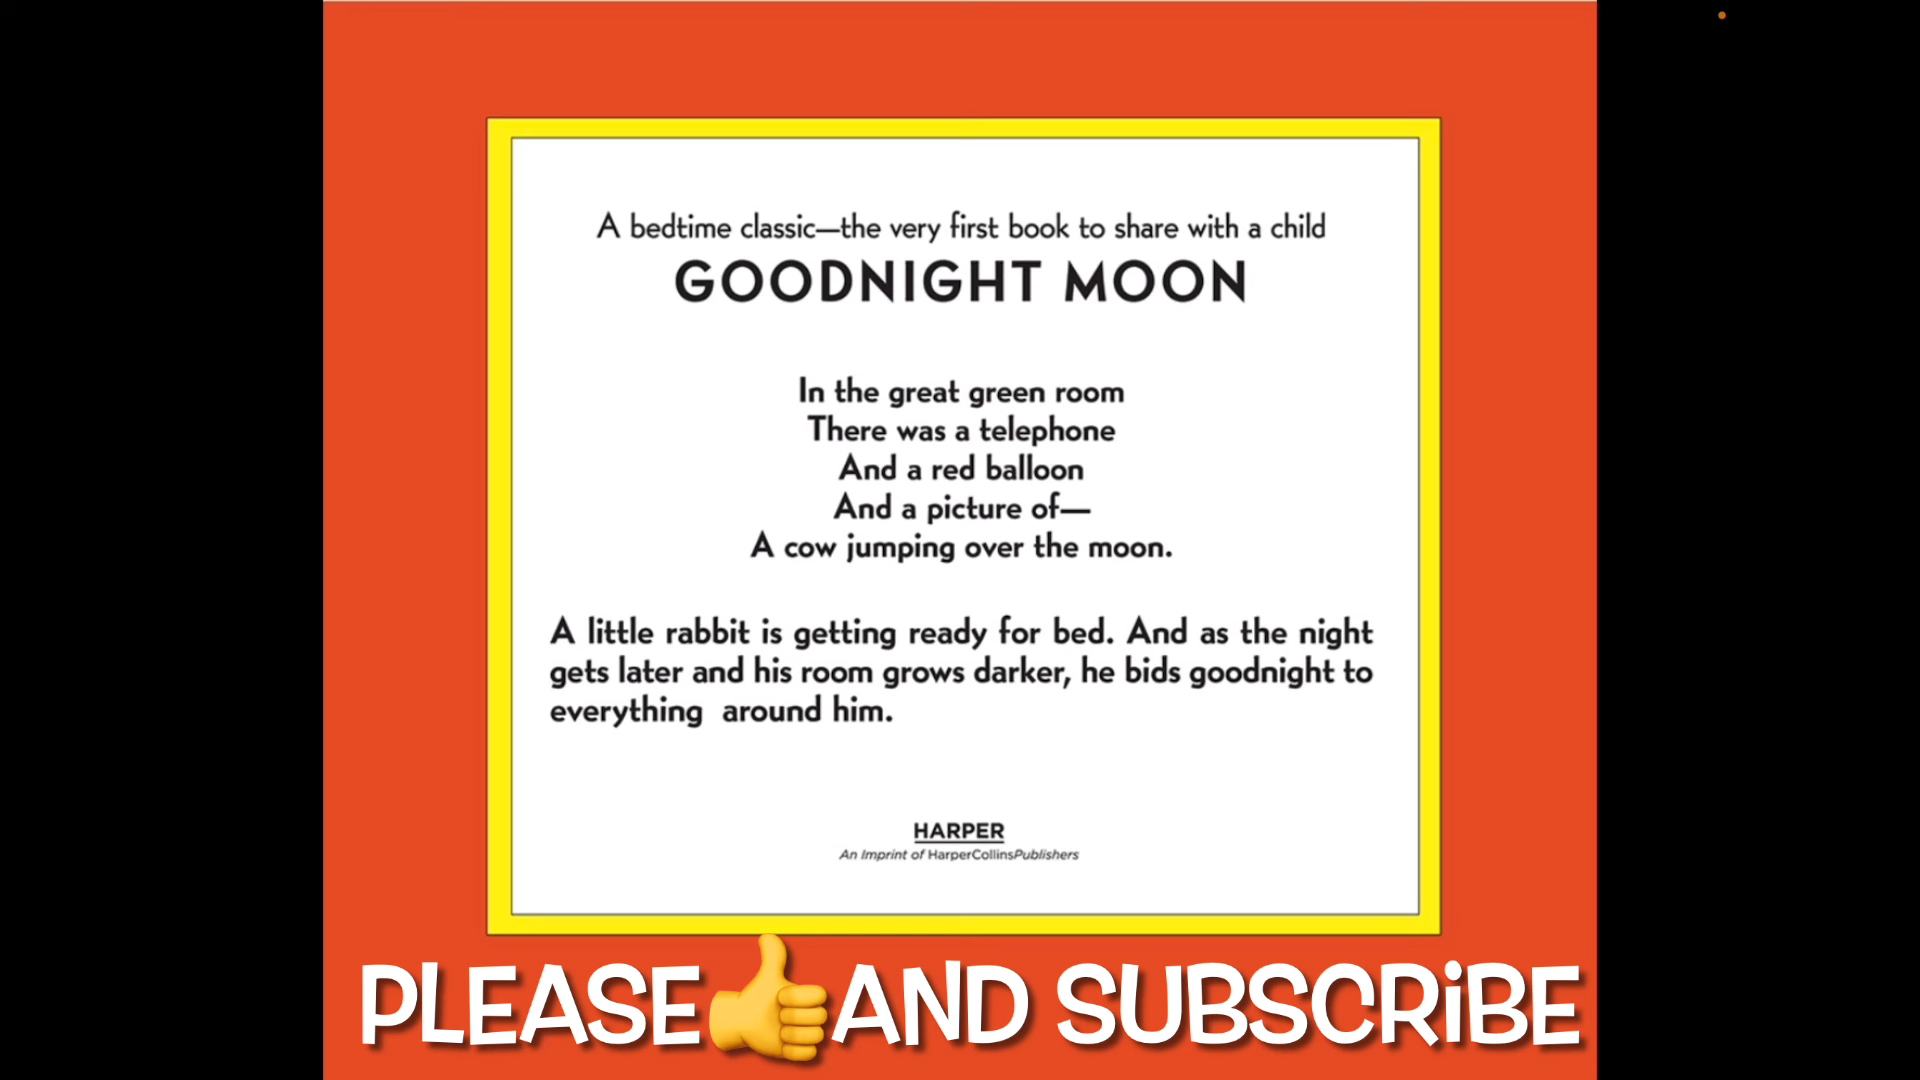 A bedtime classic—the very first book to share with a child
GOODNIGHT MOON
In the great green room
There was a telephone
And a red balloon
And a picture of—
A cow jumping over the moon.
A little rabbit is getting ready for bed. And as the night
gets later and his room grows darker, he bids goodnight to
everything around him.
HARPER
An Imprint of HarperCollinsPublishers
PLEASE👍AND SUBSCRiBE